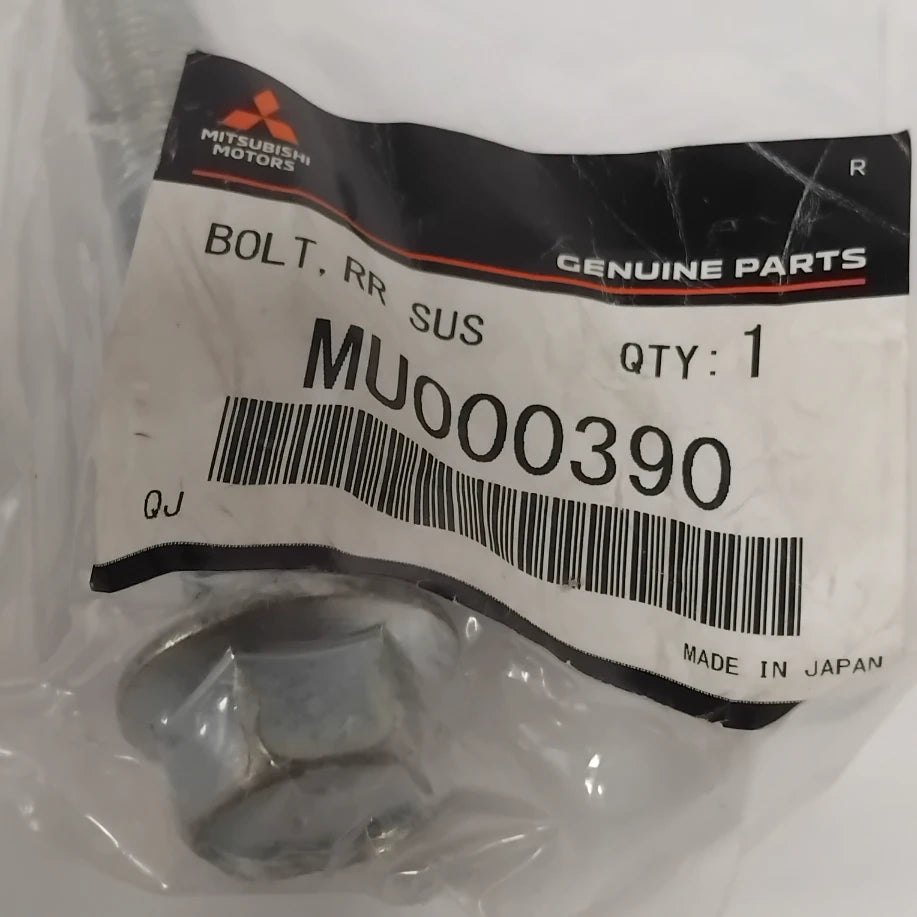 MITSUBISHI
MOTORS
R
GENUINE PARTS
BOLT, RR SUS
QTY: 1
MU000390
QJ
MADE IN JAPAN